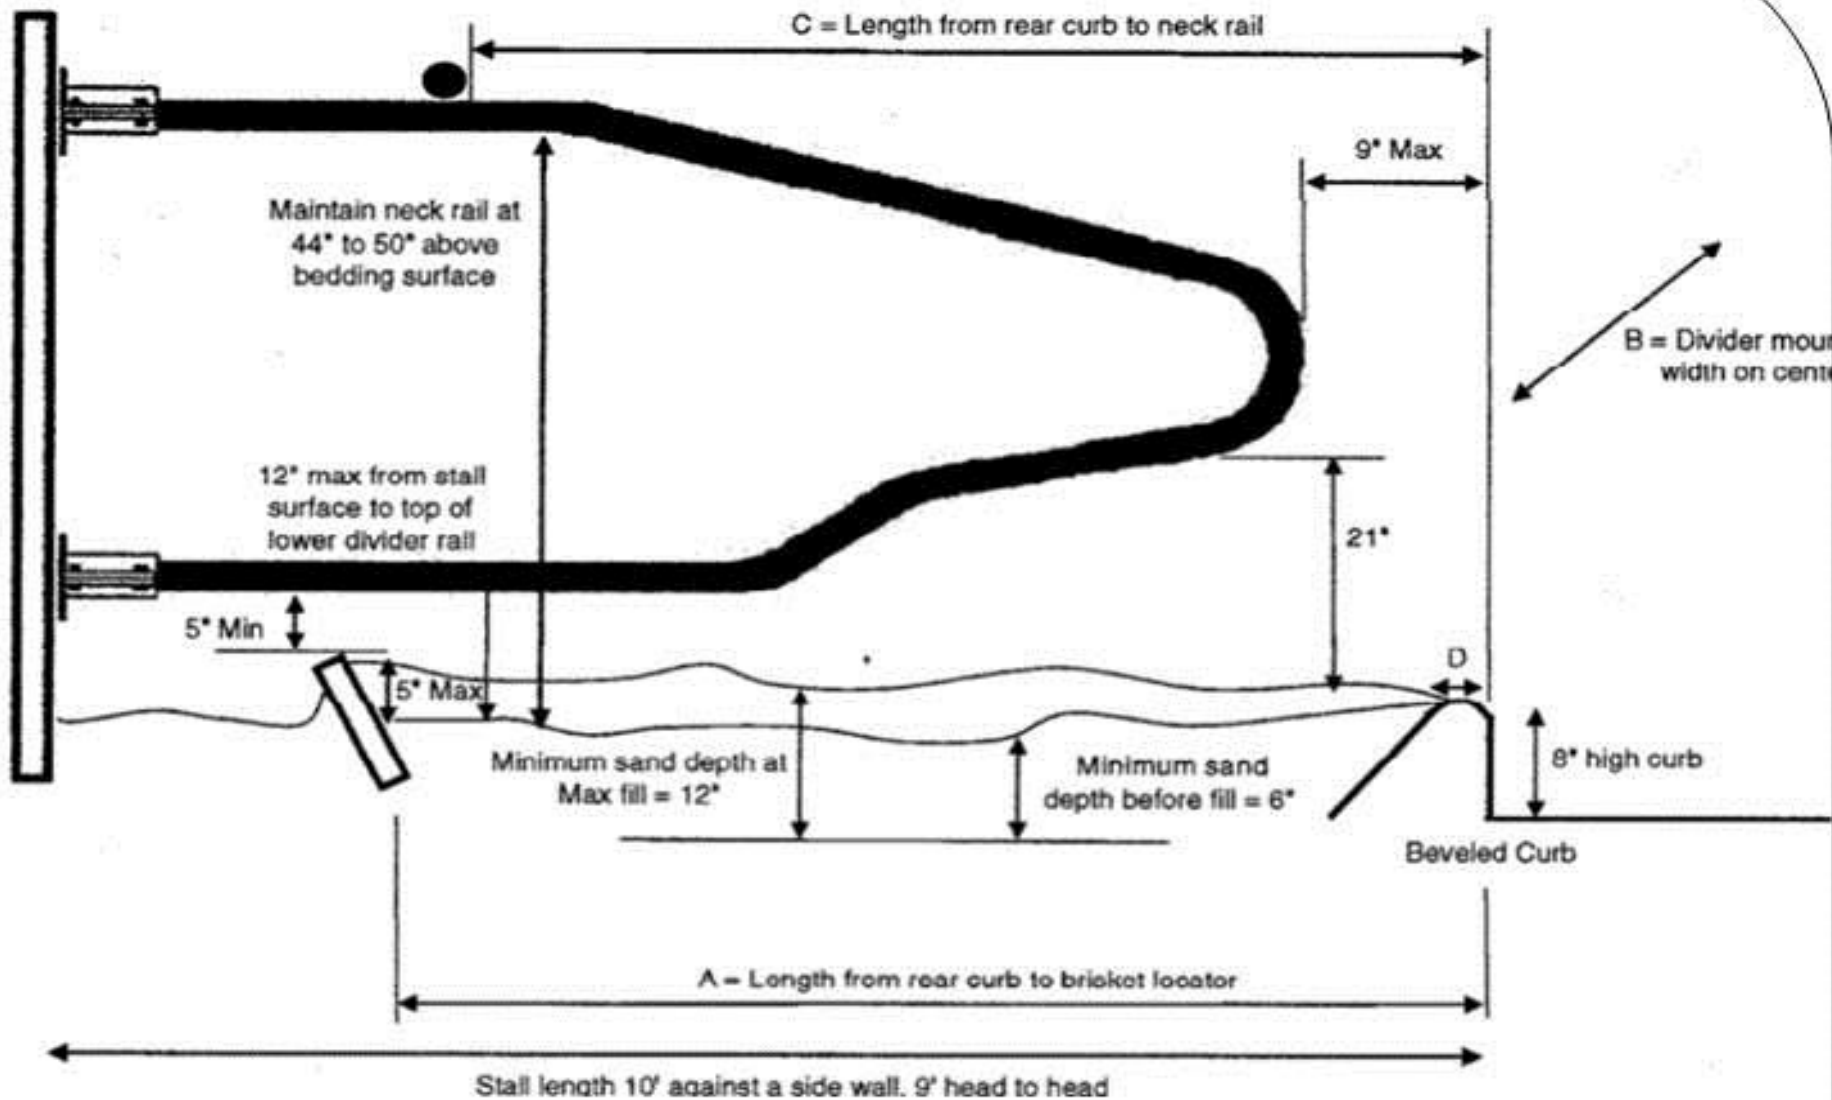 C = Length from rear curb to neck rail
9" Max
Maintain neck rail at
44" to 50" above
bedding surface
B = Divider
width on
12" max from stall
surface to top of
lower divider rail
21"
5" Min
D
5" Max
Minimum sand depth at
Max fill = 12"
Minimum sand
depth before fill = 6"
8" high curb
Beveled Curb
A = Length from rear curb to brisket locator
Stall length 10' against a side wall, 9' head to head